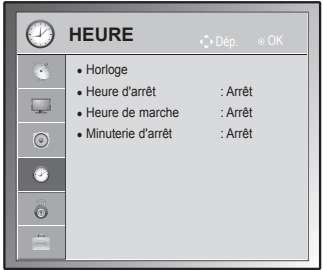 HEURE
Dép. OK
• Horloge
• Heure d'arrêt : Arrêt
• Heure de marche : Arrêt
• Minuterie d'arrêt : Arrêt